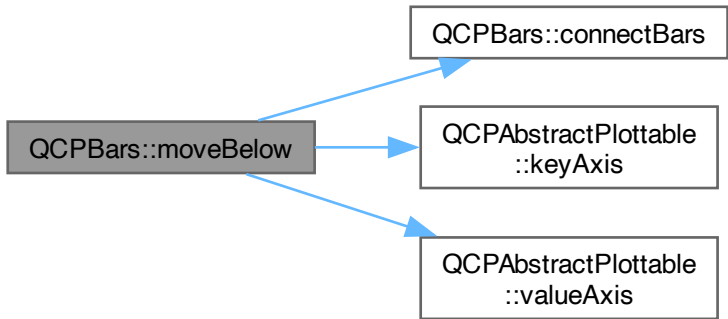 QCPBars::moveBelow
QCPBars::connectBars
QCPAbstractPlottable
::keyAxis
QCPAbstractPlottable
::valueAxis